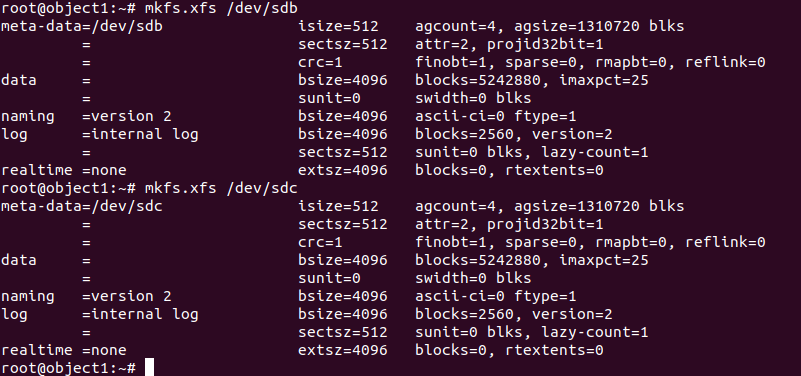 root@object1:~# mkfs.xfs /dev/sdb
meta-data=/dev/sdb               isize=512    agcount=4, agsize=1310720 blks
         =                       sectsz=512   attr=2, projid32bit=1
         =                       crc=1        finobt=1, sparse=0, rmapbt=0, reflink=0
data     =                       bsize=4096   blocks=5242880, imaxpct=25
         =                       sunit=0      swidth=0 blks
naming   =version 2              bsize=4096   ascii-ci=0 ftype=1
log      =internal log           bsize=4096   blocks=2560, version=2
         =                       sectsz=512   sunit=0 blks, lazy-count=1
realtime =none                   extsz=4096   blocks=0, rtextents=0
root@object1:~# mkfs.xfs /dev/sdc
meta-data=/dev/sdc               isize=512    agcount=4, agsize=1310720 blks
         =                       sectsz=512   attr=2, projid32bit=1
         =                       crc=1        finobt=1, sparse=0, rmapbt=0, reflink=0
data     =                       bsize=4096   blocks=5242880, imaxpct=25
         =                       sunit=0      swidth=0 blks
naming   =version 2              bsize=4096   ascii-ci=0 ftype=1
log      =internal log           bsize=4096   blocks=2560, version=2
         =                       sectsz=512   sunit=0 blks, lazy-count=1
realtime =none                   extsz=4096   blocks=0, rtextents=0
root@object1:~#